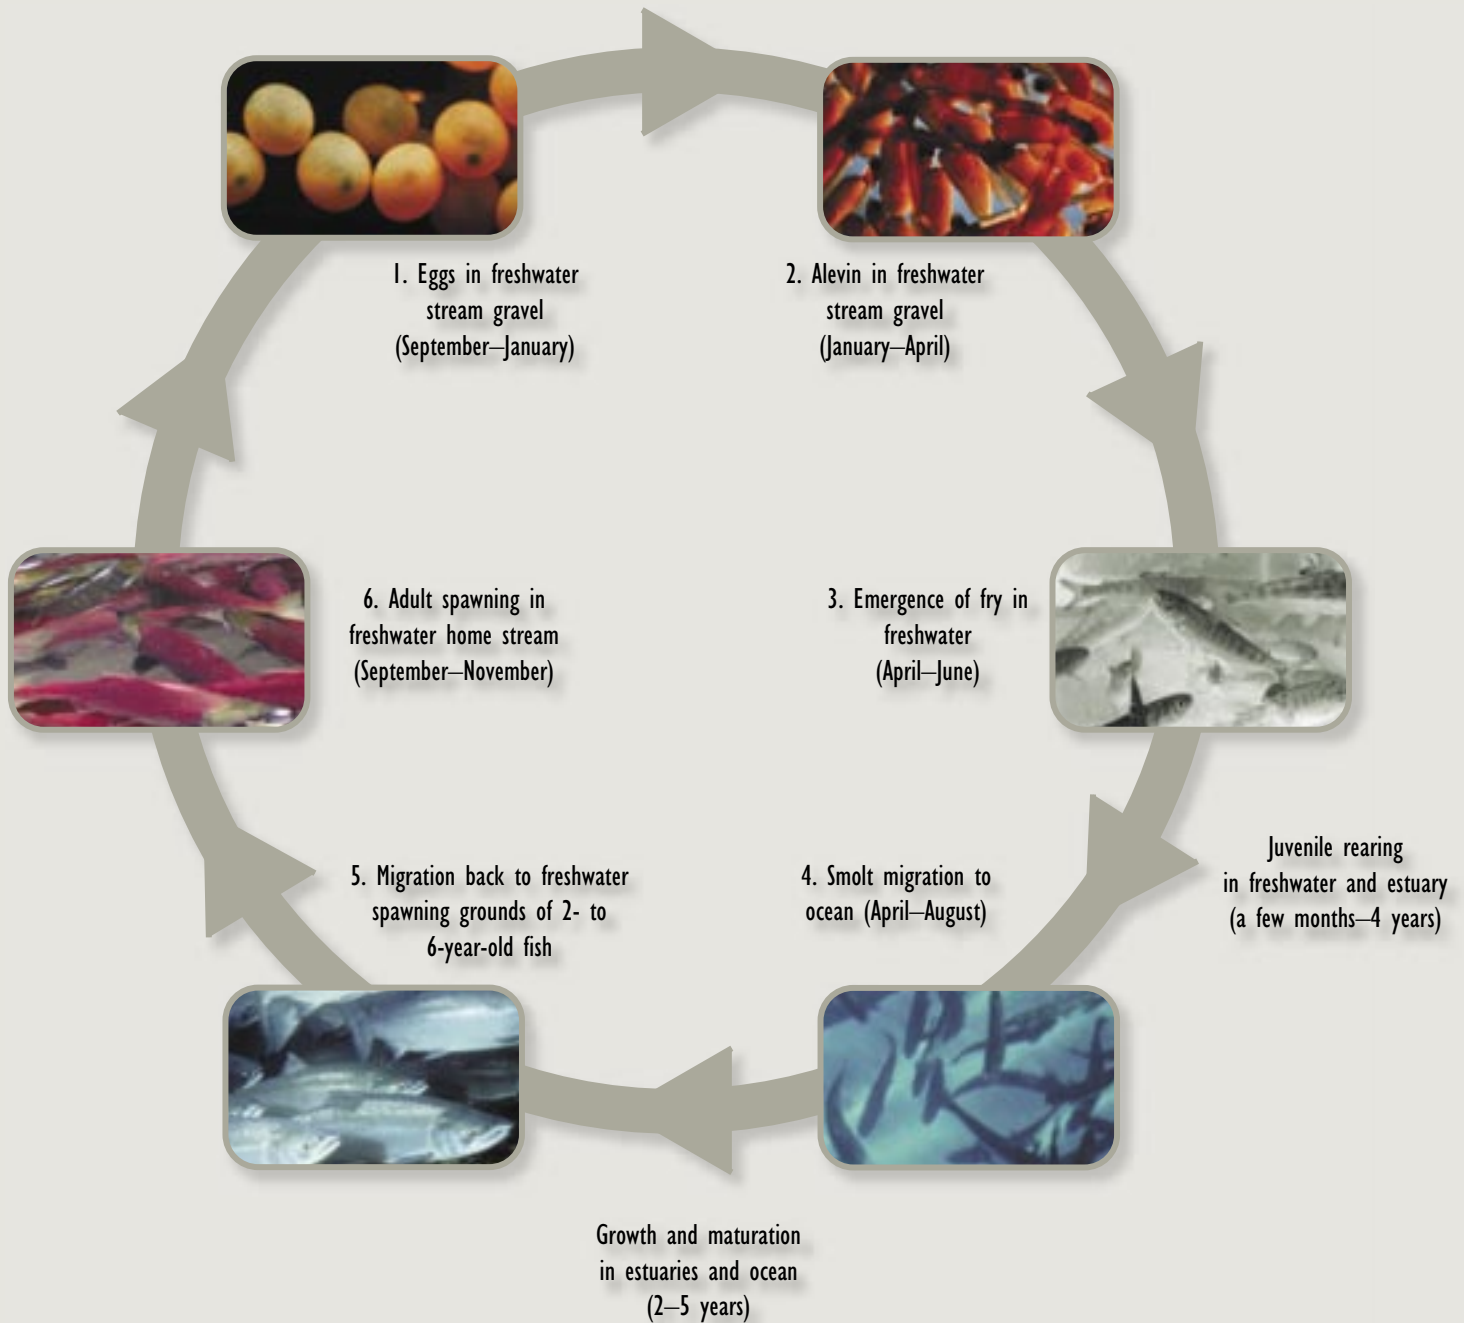 1. Eggs in freshwater
stream gravel
(September–January)
2. Alevin in freshwater
stream gravel
(January–April)
3. Emergence of fry in
freshwater
(April–June)
Juvenile rearing
in freshwater and estuary
(a few months–4 years)
4. Smolt migration to
ocean (April–August)
Growth and maturation
in estuaries and ocean
(2–5 years)
5. Migration back to freshwater
spawning grounds of 2- to
6-year-old fish
6. Adult spawning in
freshwater home stream
(September–November)